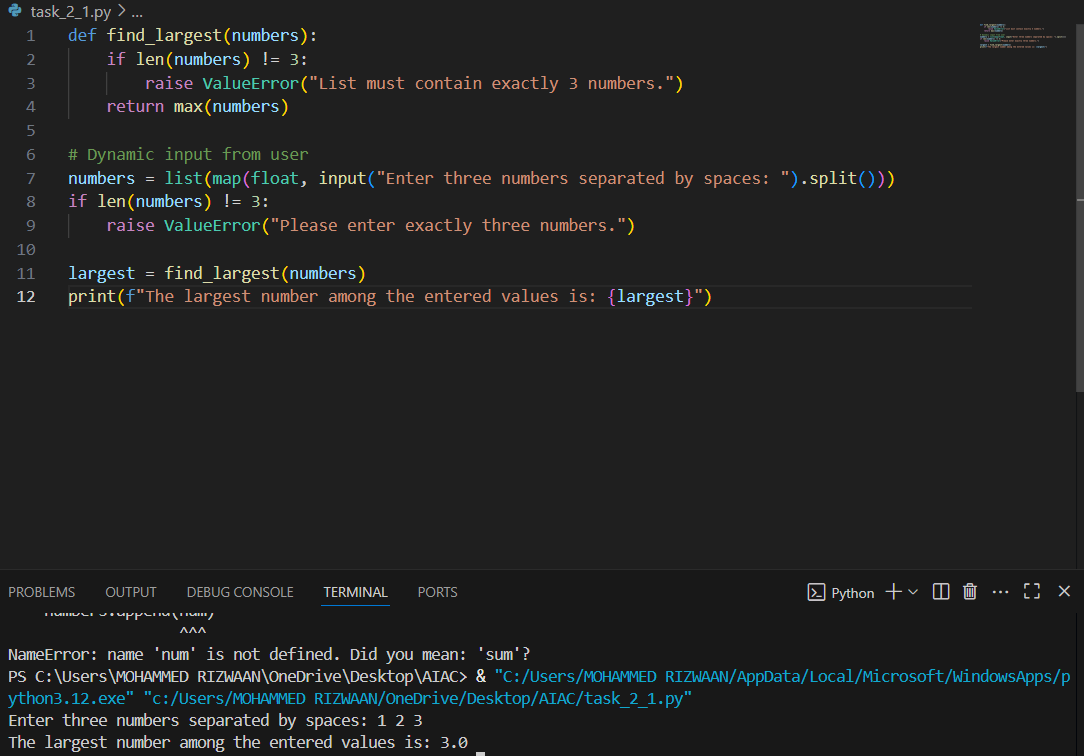 task_2_1.py > ...
1 def find_largest(numbers):
2     if len(numbers) != 3:
3         raise ValueError("List must contain exactly 3 numbers.")
4     return max(numbers)
5
6 # Dynamic input from user
7 numbers = list(map(float, input("Enter three numbers separated by spaces: ").split()))
8 if len(numbers) != 3:
9     raise ValueError("Please enter exactly three numbers.")
10
11 largest = find_largest(numbers)
12 print(f"The largest number among the entered values is: {largest}")
PROBLEMS OUTPUT DEBUG CONSOLE TERMINAL PORTS Python
numbers.append(num)
^^^
NameError: name 'num' is not defined. Did you mean: 'sum'?
PS C:\Users\MOHAMMED RIZWAAN\OneDrive\Desktop\AIAC> & "C:/Users/MOHAMMED RIZWAAN/AppData/Local/Microsoft/WindowsApps/p
ython3.12.exe" "c:/Users/MOHAMMED RIZWAAN/OneDrive/Desktop/AIAC/task_2_1.py"
Enter three numbers separated by spaces: 1 2 3
The largest number among the entered values is: 3.0